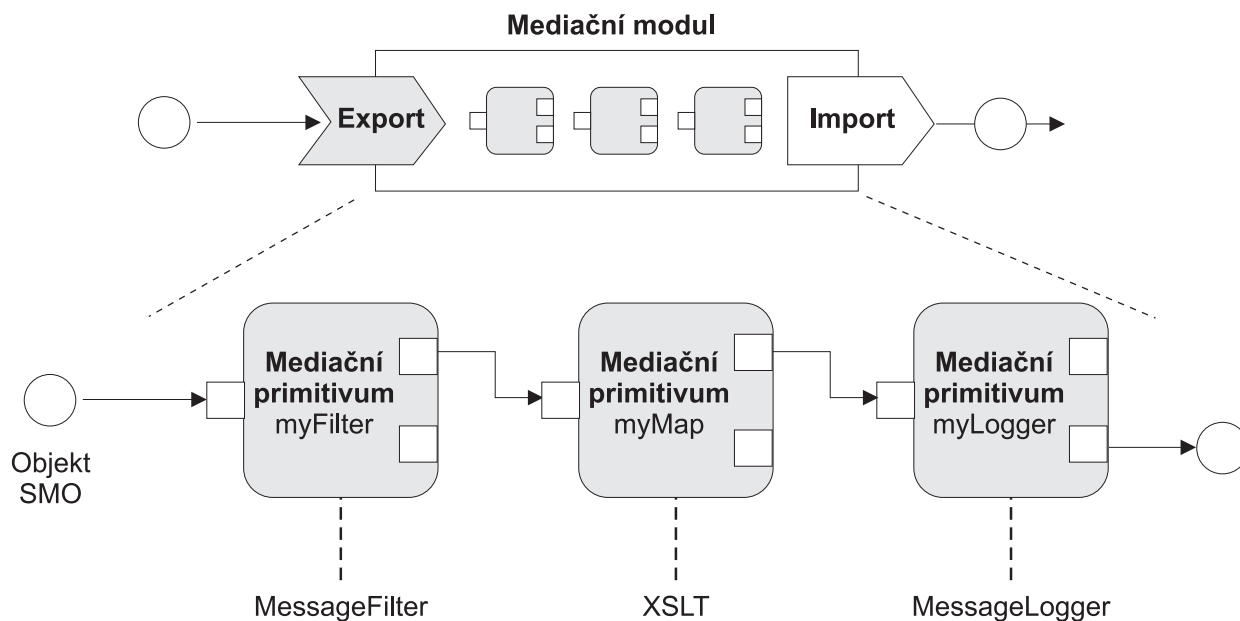 Mediační modul
Export
Import
Mediační
primitivum
myFilter
Mediační
primitivum
myMap
Mediační
primitivum
myLogger
Objekt
SMO
MessageFilter
XSLT
MessageLogger